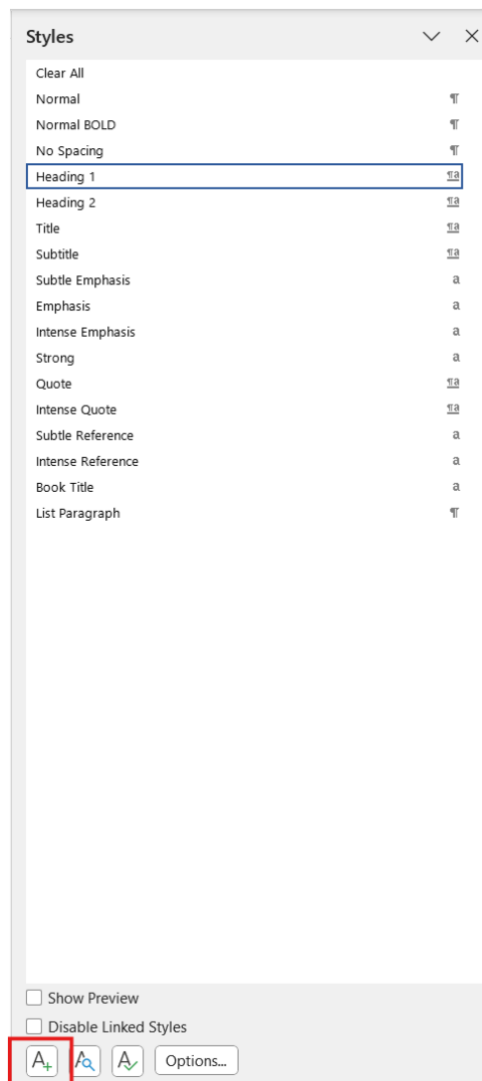 Styles
Clear All
Normal ¶
Normal BOLD ¶
No Spacing ¶
Heading 1 ¶a
Heading 2 ¶a
Title ¶a
Subtitle ¶a
Subtle Emphasis a
Emphasis a
Intense Emphasis a
Strong a
Quote ¶a
Intense Quote ¶a
Subtle Reference a
Intense Reference a
Book Title a
List Paragraph ¶
Show Preview
Disable Linked Styles
Options...